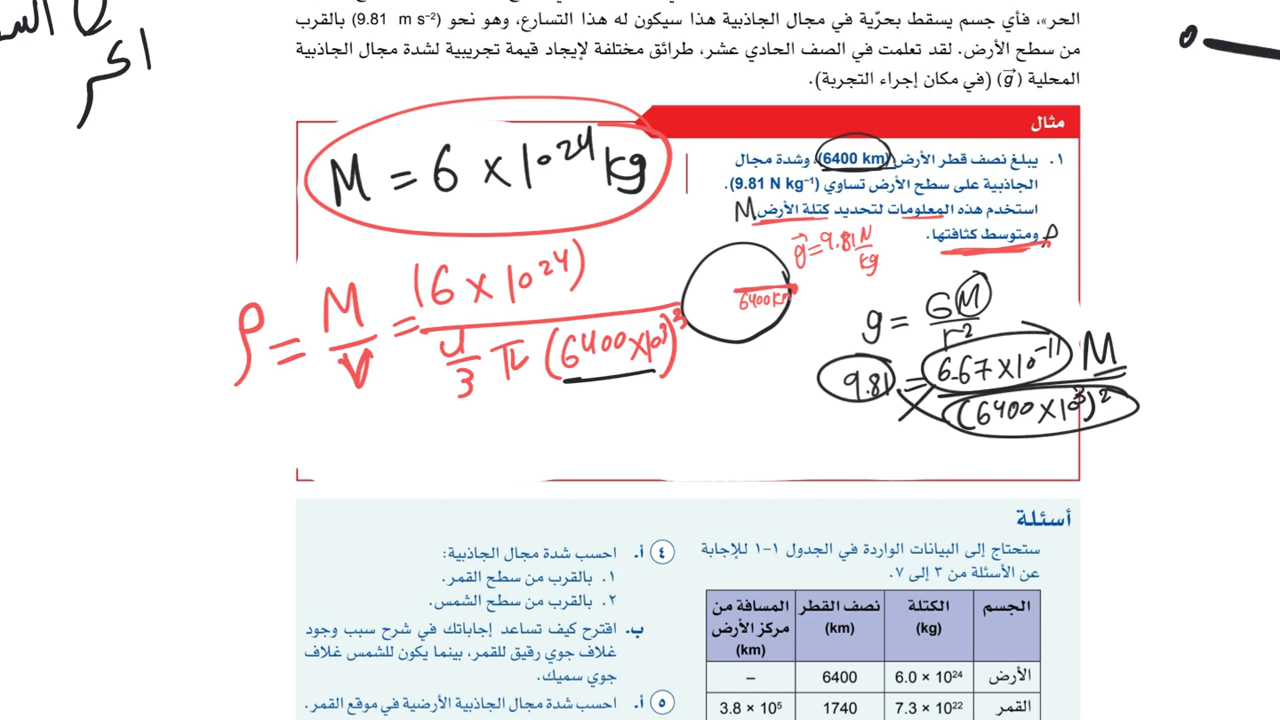 الحر»، فأي جسم يسقط بحرّية في مجال الجاذبية هذا سيكون له هذا التسارع، وهو نحو (9.81 m s⁻²) بالقرب
من سطح الأرض. لقد تعلمت في الصف الحادي عشر، طرائق مختلفة لإيجاد قيمة تجريبية لشدة مجال الجاذبية
المحلية (g⃗) (في مكان إجراء التجربة).
اكر
مثال
١. يبلغ نصف قطر الأرض (6400 km) وشدة مجال
الجاذبية على سطح الأرض تساوي (9.81 N kg⁻¹).
استخدم هذه المعلومات لتحديد كتلة الأرض M
ومتوسط كثافتها. ρ
M = 6 × 10²⁴ kg
g⃗ = 9.81 N/kg
6400 km
ρ = M/V = (6 × 10²⁴) / 4/3 π (6400×10³)³
g = GM/r²
9.81 = 6.67×10⁻¹¹ M / (6400×10³)²
أسئلة
ستحتاج إلى البيانات الواردة في الجدول ١-١ للإجابة
عن الأسئلة من ٣ إلى ٧.
الجسم الكتلة (kg) نصف القطر (km) المسافة من مركز الأرض (km)
الأرض 6.0 × 10²⁴ 6400 –
القمر 7.3 × 10²² 1740 3.8 × 10⁵
٤ أ. احسب شدة مجال الجاذبية:
١. بالقرب من سطح القمر.
٢. بالقرب من سطح الشمس.
ب. اقترح كيف تساعد إجاباتك في شرح سبب وجود
غلاف جوي رقيق للقمر، بينما يكون للشمس غلاف
جوي سميك.
٥ أ. احسب شدة مجال الجاذبية الأرضية في موقع القمر.